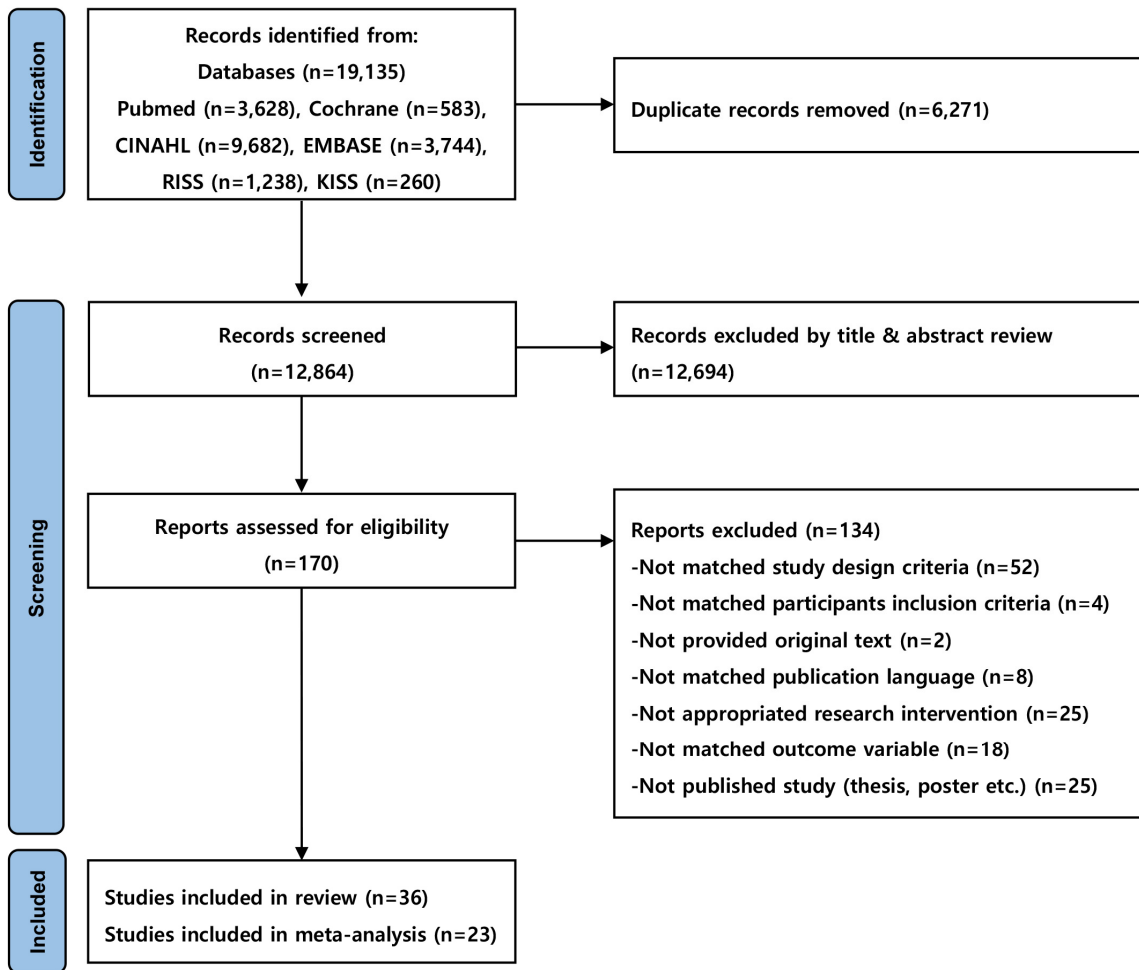 Identification
Records identified from:
Databases (n=19,135)
Pubmed (n=3,628), Cochrane (n=583),
CINAHL (n=9,682), EMBASE (n=3,744),
RISS (n=1,238), KISS (n=260)
Duplicate records removed (n=6,271)
Screening
Records screened
(n=12,864)
Records excluded by title & abstract review
(n=12,694)
Reports assessed for eligibility
(n=170)
Reports excluded (n=134)
-Not matched study design criteria (n=52)
-Not matched participants inclusion criteria (n=4)
-Not provided original text (n=2)
-Not matched publication language (n=8)
-Not appropriated research intervention (n=25)
-Not matched outcome variable (n=18)
-Not published study (thesis, poster etc.) (n=25)
Included
Studies included in review (n=36)
Studies included in meta-analysis (n=23)